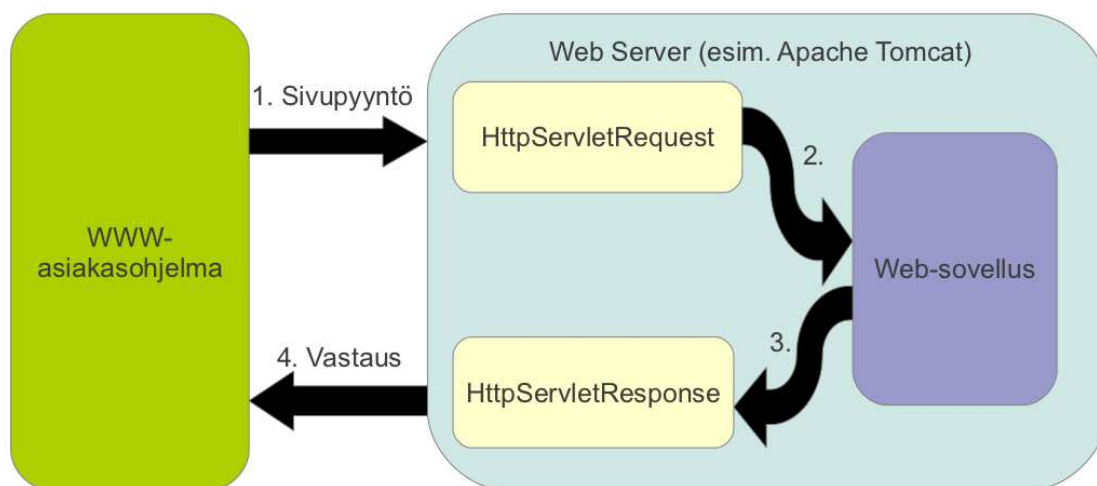 Web Server (esim. Apache Tomcat)
1. Sivupyyntö
HttpServletRequest
2.
WWW-
asiakasohjelma
Web-sovellus
3.
4. Vastaus
HttpServletResponse